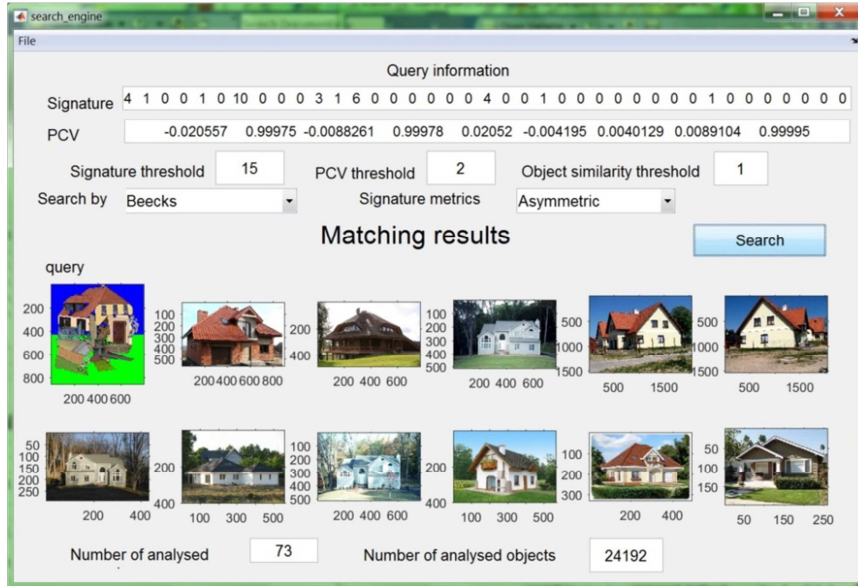 search_engine
File
Query information
Signature 4 1 0 0 1 0 10 0 0 0 3 1 6 0 0 0 0 0 0 4 0 0 1 0 0 0 0 0 0 0 1 0 0 0 0 0 0
PCV -0.020557 0.99975 -0.0088261 0.99978 0.02052 -0.004195 0.0040129 0.0089104 0.99995
Signature threshold 15 PCV threshold 2 Object similarity threshold 1
Search by Beecks Signature metrics Asymmetric
Matching results Search
query
200
400
600
800
200 400 600
100
200
300
400
500
200 400 600 800
200
400
200 400 600
100
200
300
400
500
200 400 600
500
1000
1500
500 1500
500
1000
1500
500 1500
50
100
150
200
250
200 400
200
400
100 300 500
100
200
300
400
500
200 400 600
200
400
100 300 500
100
200
300
200 400
50
100
150
50 150 250
Number of analysed 73 Number of analysed objects 24192